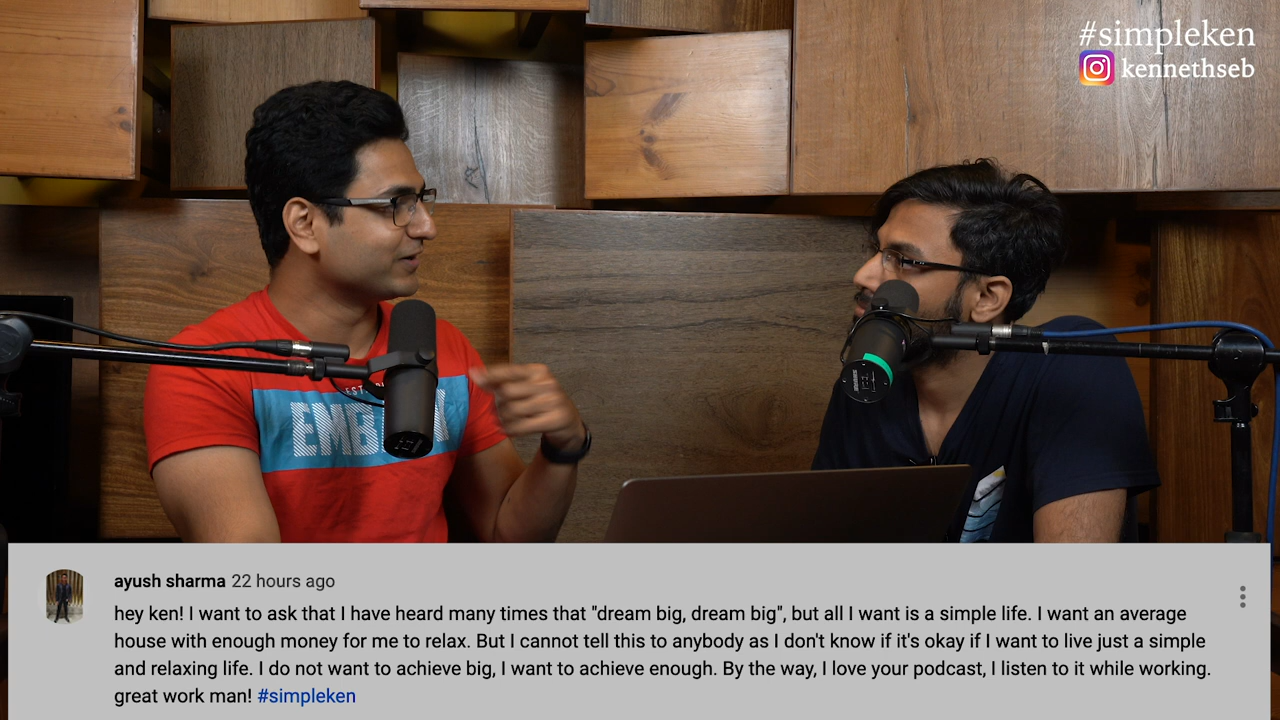 #simpleken
kennethseb
ayush sharma 22 hours ago
hey ken! I want to ask that I have heard many times that "dream big, dream big", but all I want is a simple life. I want an average
house with enough money for me to relax. But I cannot tell this to anybody as I don't know if it's okay if I want to live just a simple
and relaxing life. I do not want to achieve big, I want to achieve enough. By the way, I love your podcast, I listen to it while working.
great work man! #simpleken